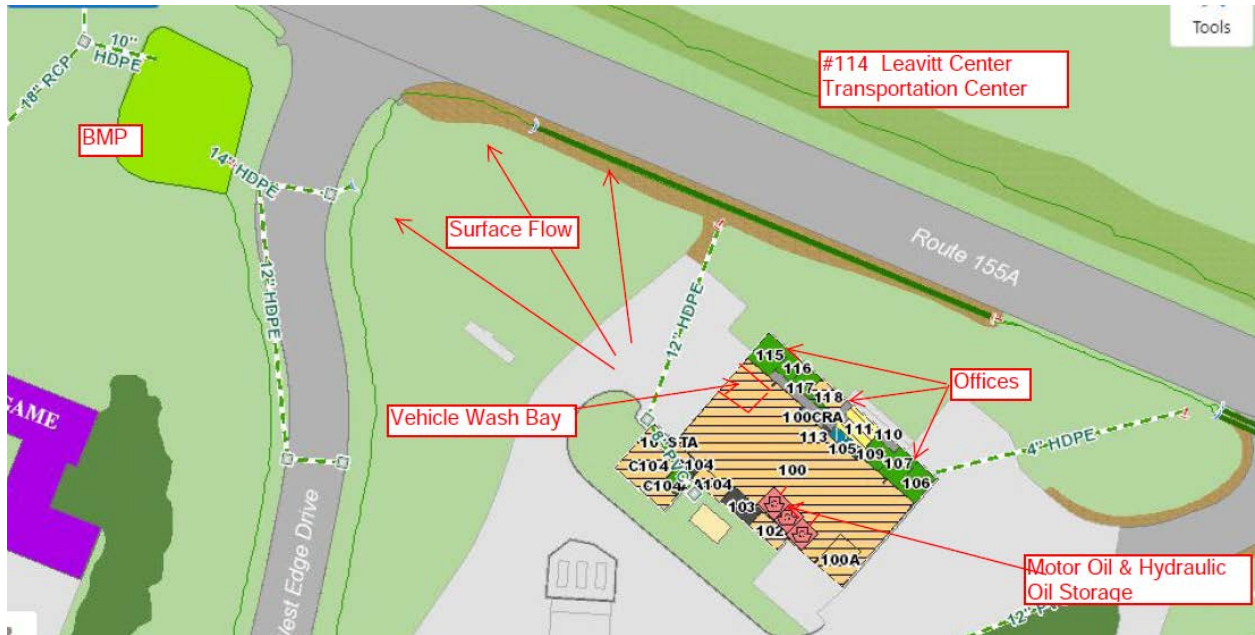 Tools
10"
HDPE
18" RCP
#114 Leavitt Center
Transportation Center
BMP
14" HDPE
Surface Flow
Route 155A
12" HDPE
12" HDPE
115
116
117
118
Offices
Vehicle Wash Bay
100CRA
111
110
113
105
109
107
106
GAME
4" HDPE
C104
104
C104
A104
100
103
102
100A
West Edge Drive
Motor Oil & Hydraulic
Oil Storage